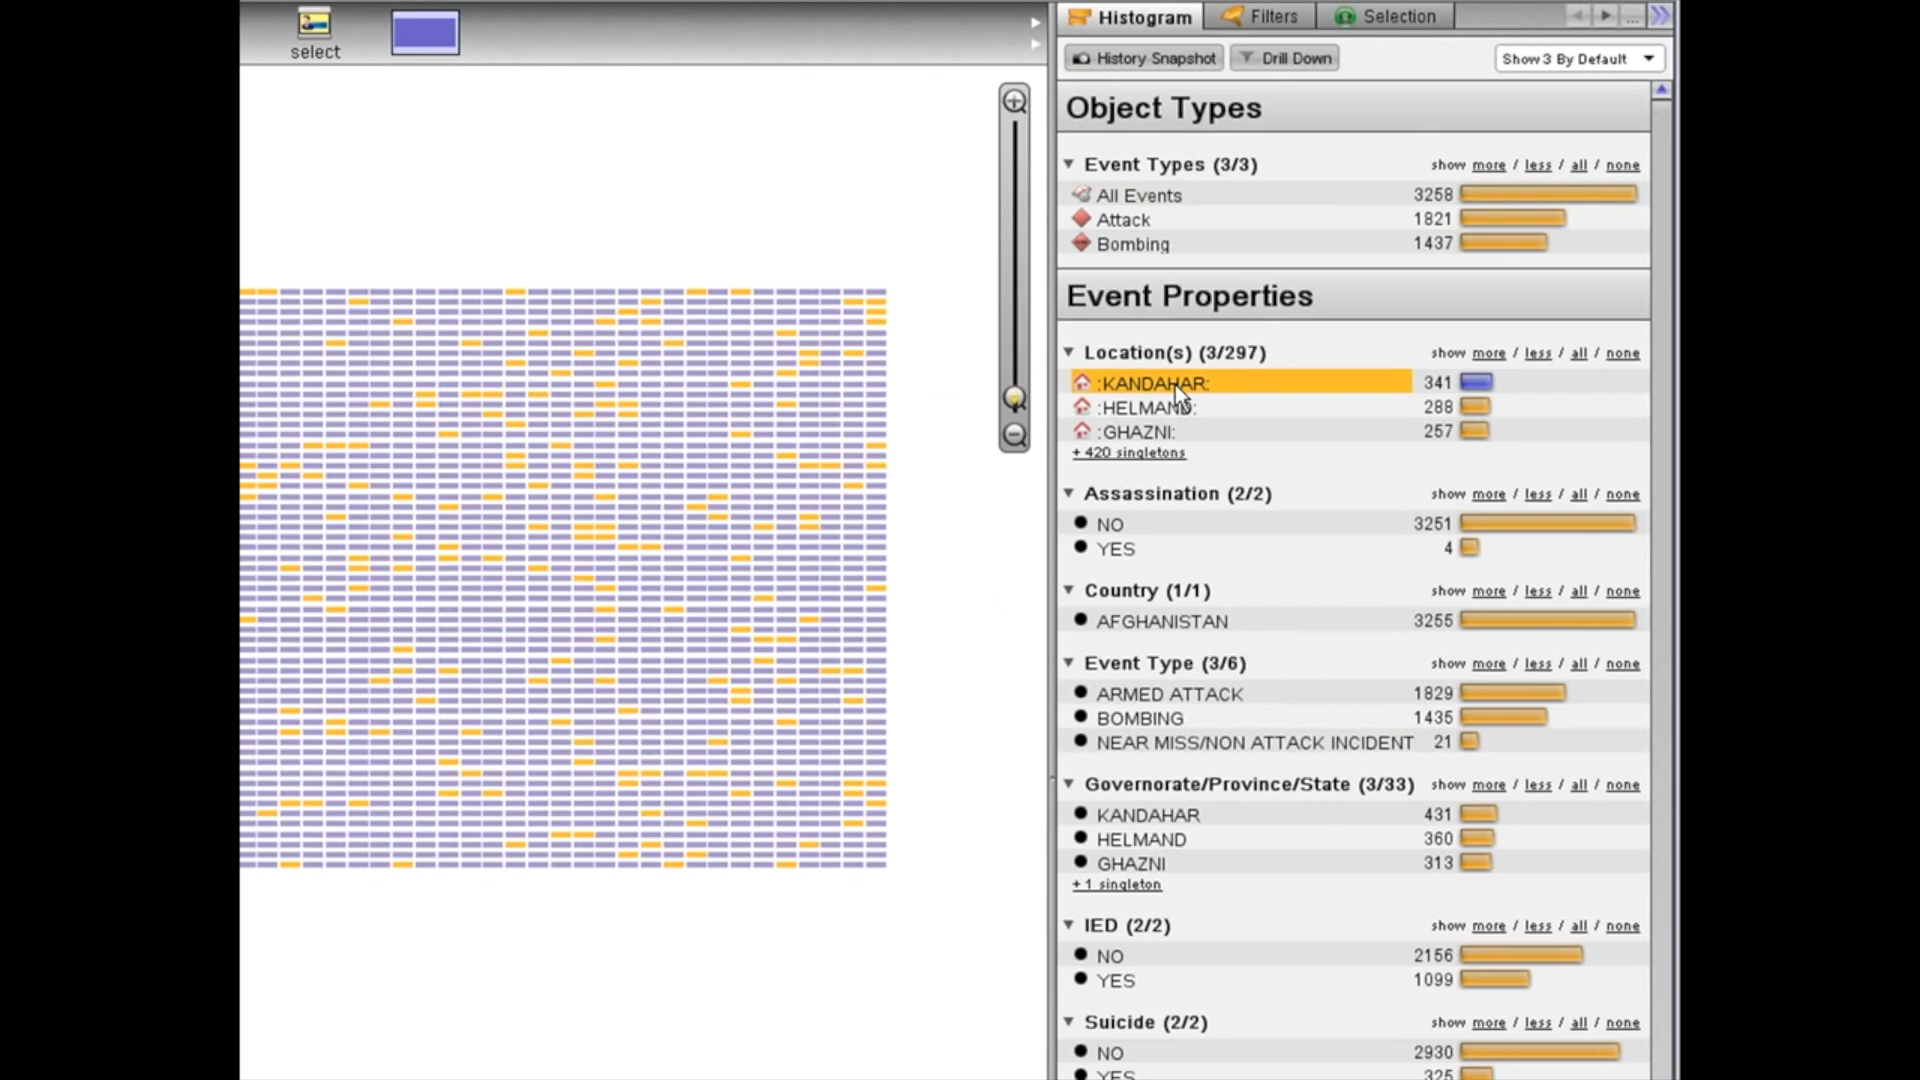 select
Histogram Filters Selection ...
History Snapshot Drill Down Show 3 By Default
Object Types
Event Types (3/3) show more / less / all / none
All Events 3258
Attack 1821
Bombing 1437
Event Properties
Location(s) (3/297) show more / less / all / none
:KANDAHAR: 341
:HELMAND: 288
:GHAZNI: 257
+ 420 singletons
Assassination (2/2) show more / less / all / none
NO 3251
YES 4
Country (1/1) show more / less / all / none
AFGHANISTAN 3255
Event Type (3/6) show more / less / all / none
ARMED ATTACK 1829
BOMBING 1435
NEAR MISS/NON ATTACK INCIDENT 21
Governorate/Province/State (3/33) show more / less / all / none
KANDAHAR 431
HELMAND 360
GHAZNI 313
+ 1 singleton
IED (2/2) show more / less / all / none
NO 2156
YES 1099
Suicide (2/2) show more / less / all / none
NO 2930
YES 325